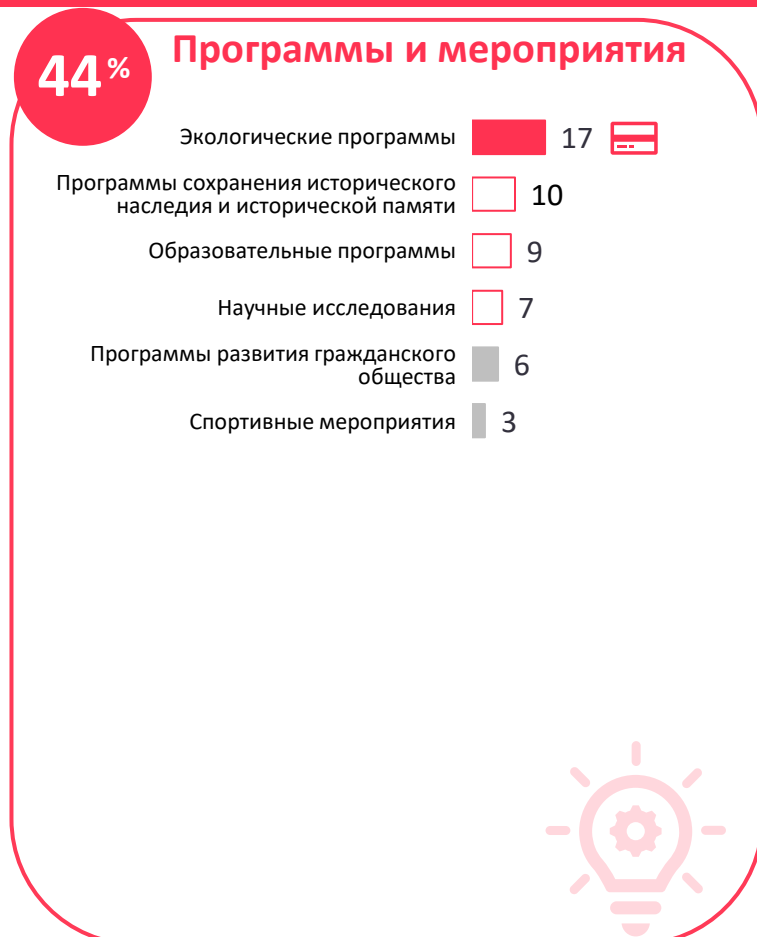 44%
Программы и мероприятия
Экологические программы 17
Программы сохранения исторического
наследия и исторической памяти 10
Образовательные программы 9
Научные исследования 7
Программы развития гражданского
общества 6
Спортивные мероприятия 3